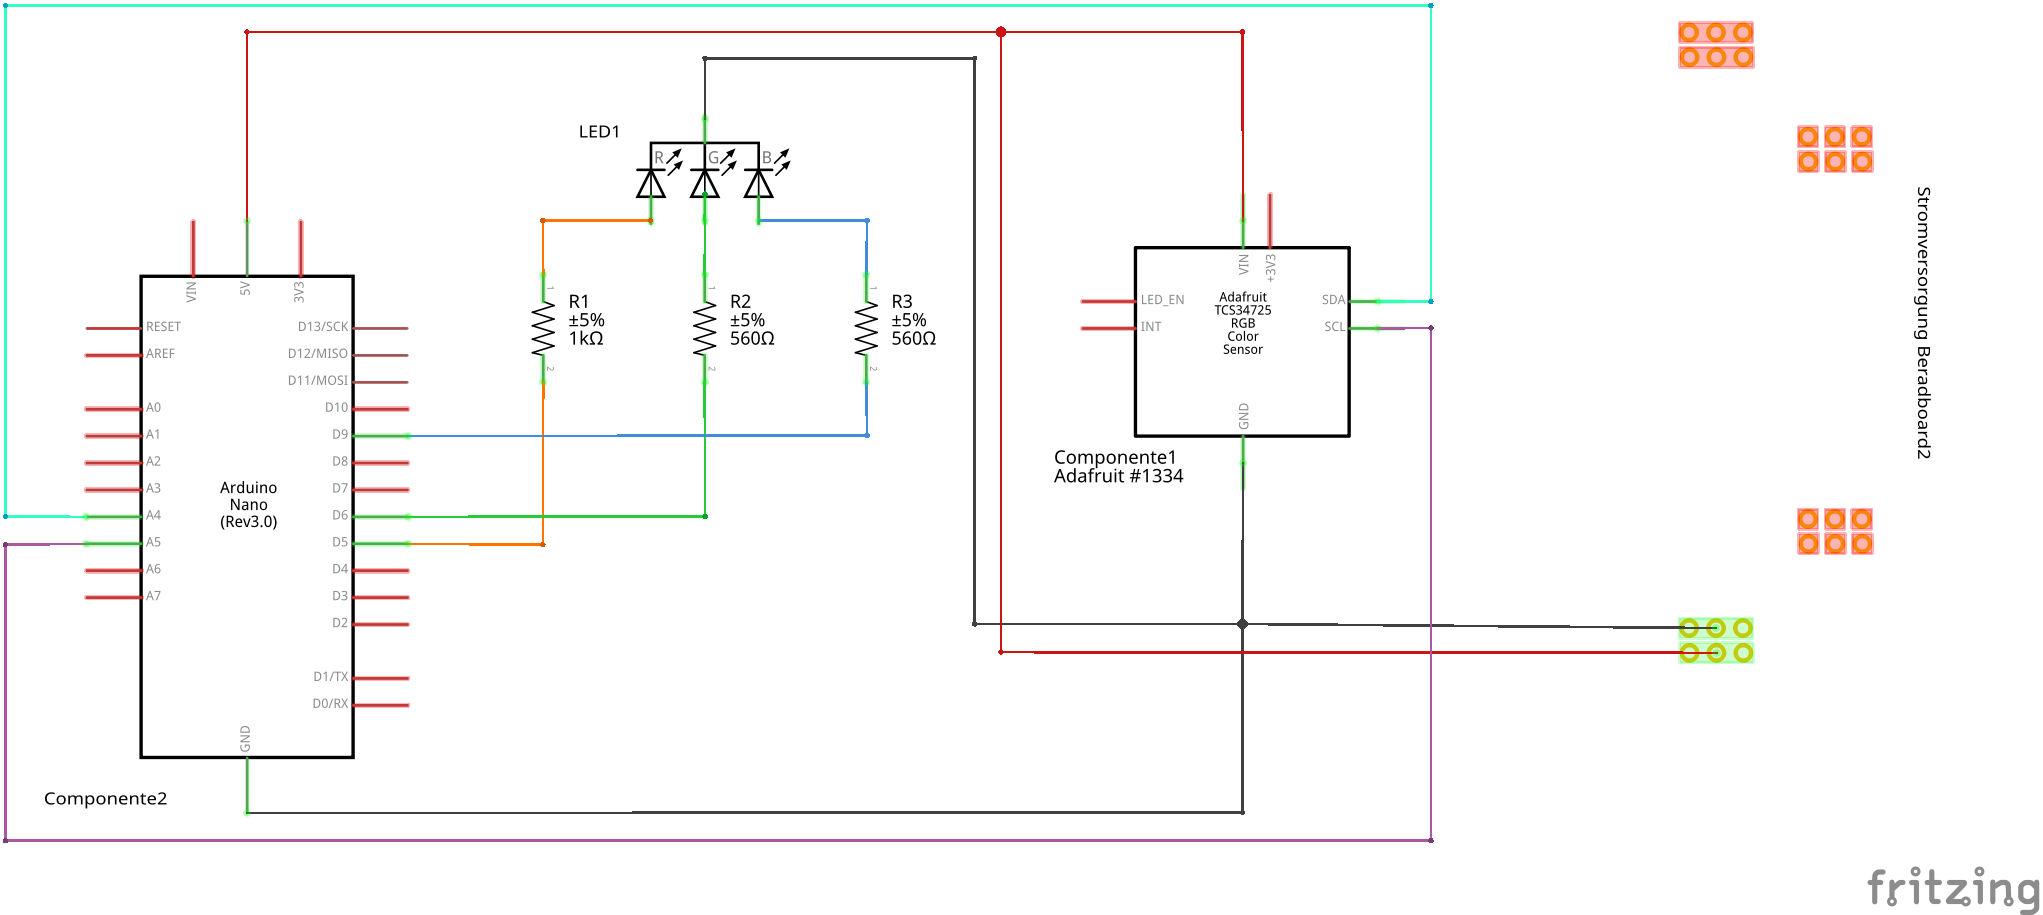 LED1
R
G
B
VIN
5V
3V3
RESET
AREF
A0
A1
A2
A3
A4
A5
A6
A7
D13/SCK
D12/MISO
D11/MOSI
D10
D9
D8
D7
D6
D5
D4
D3
D2
D1/TX
D0/RX
GND
Arduino
Nano
(Rev3.0)
Componente2
1
R1
±5%
1kΩ
2
1
R2
±5%
560Ω
2
1
R3
±5%
560Ω
2
VIN
+3V3
LED_EN
INT
SDA
SCL
GND
Adafruit
TCS34725
RGB
Color
Sensor
Componente1
Adafruit #1334
Stromversorgung Beradboard2
fritzing